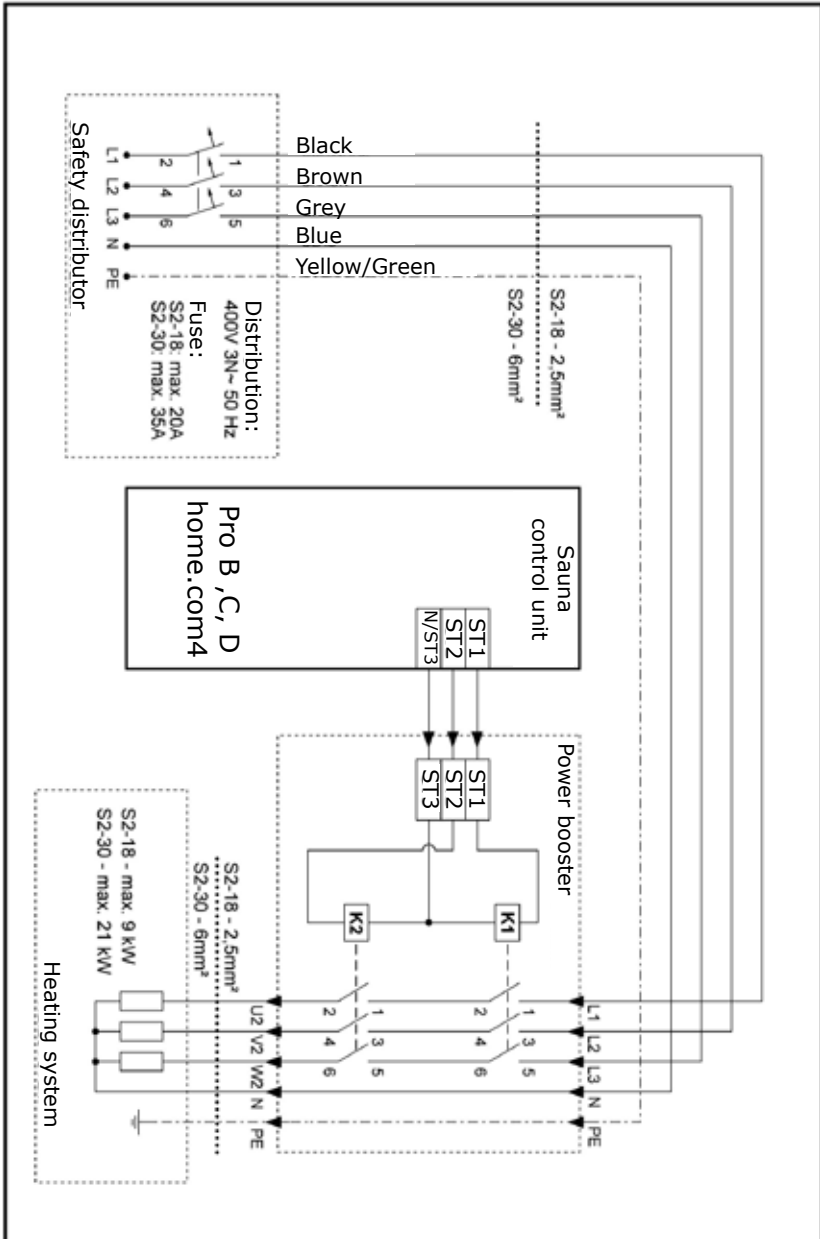 Safety distributor
L1
L2
L3
N
PE
2
4
6
1
3
5
Black
Brown
Grey
Blue
Yellow/Green
Distribution:
400V 3N~ 50 Hz
Fuse:
S2-18: max. 20A
S2-30: max. 35A
S2-18 - 2,5mm²
S2-30 - 6mm²
Sauna
control unit
Pro B ,C, D
home.com4
ST1
ST2
N/ST3
Power booster
ST1
ST2
ST3
K1
K2
L1
L2
L3
N
PE
1
3
5
2
4
6
1
3
5
2
4
6
U2
V2
W2
N
PE
S2-18 - 2,5mm²
S2-30 - 6mm²
S2-18 - max. 9 kW
S2-30 - max. 21 kW
Heating system